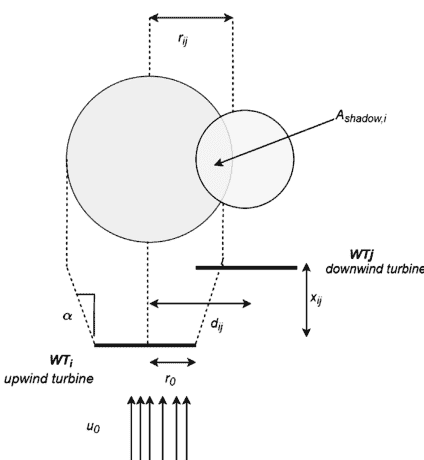 r_ij
A_shadow,i
WTj
downwind turbine
x_ij
α
d_ij
WT_i
upwind turbine
r_0
u_0